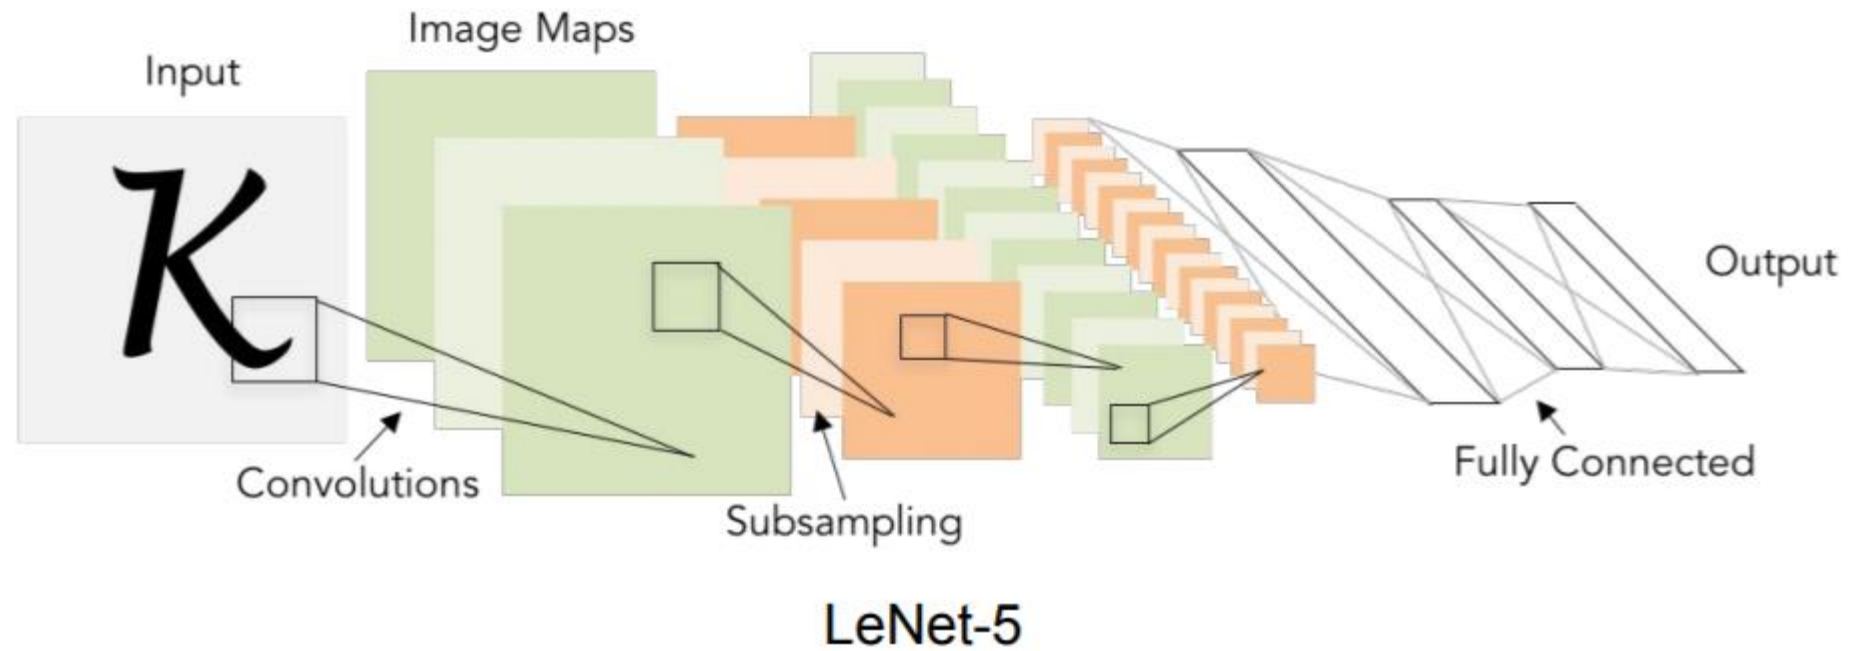 Image Maps
Input
K
Output
Convolutions
Fully Connected
Subsampling
LeNet-5